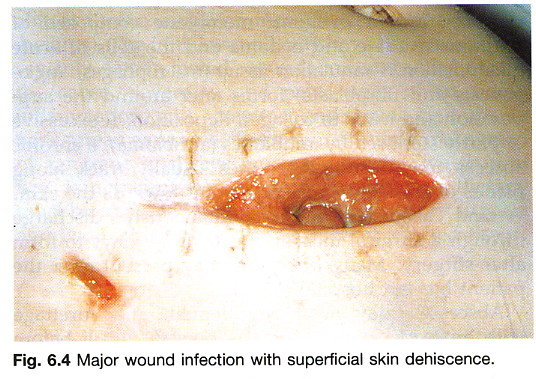 Fig. 6.4 Major wound infection with superficial skin dehiscence.